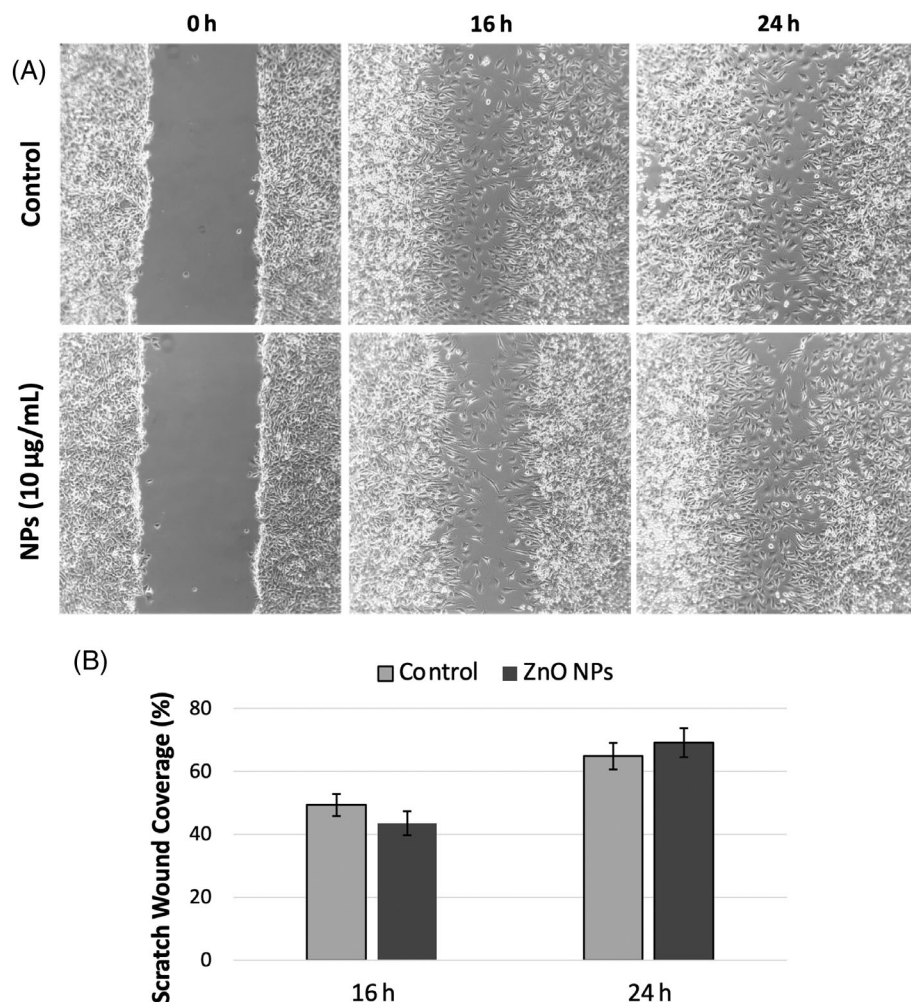 0 h 16 h 24 h
(A)
Control
NPs (10 µg/mL)
(B)
Control ZnO NPs
Scratch Wound Coverage (%)
80
60
40
20
0
16 h 24 h